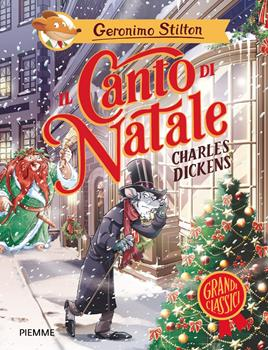 Geronimo Stilton
IL
Canto di
Natale
CHARLES
DICKENS
GRANDI
CLASSICI
PIEMME